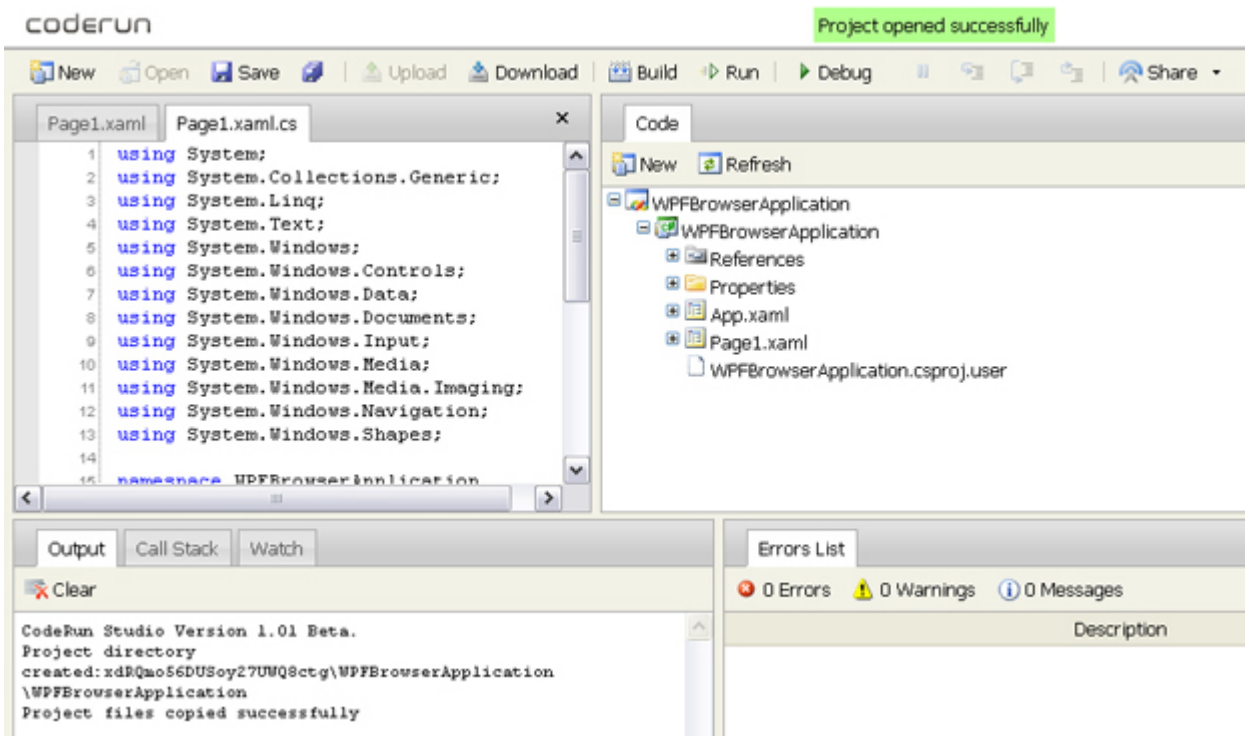 coderun
Project opened successfully
New Open Save Upload Download Build Run Debug Share
Page1.xaml Page1.xaml.cs
1 using System;
2 using System.Collections.Generic;
3 using System.Linq;
4 using System.Text;
5 using System.Windows;
6 using System.Windows.Controls;
7 using System.Windows.Data;
8 using System.Windows.Documents;
9 using System.Windows.Input;
10 using System.Windows.Media;
11 using System.Windows.Media.Imaging;
12 using System.Windows.Navigation;
13 using System.Windows.Shapes;
14
15 namespace WPFBrowserApplication
Code
New Refresh
WPFBrowserApplication
WPFBrowserApplication
References
Properties
App.xaml
Page1.xaml
WPFBrowserApplication.csproj.user
Output Call Stack Watch
Clear
CodeRun Studio Version 1.01 Beta.
Project directory
created:xdRQmo56DUSoy27UWQ8ctg\WPFBrowserApplication
\WPFBrowserApplication
Project files copied successfully
Errors List
0 Errors 0 Warnings 0 Messages
Description